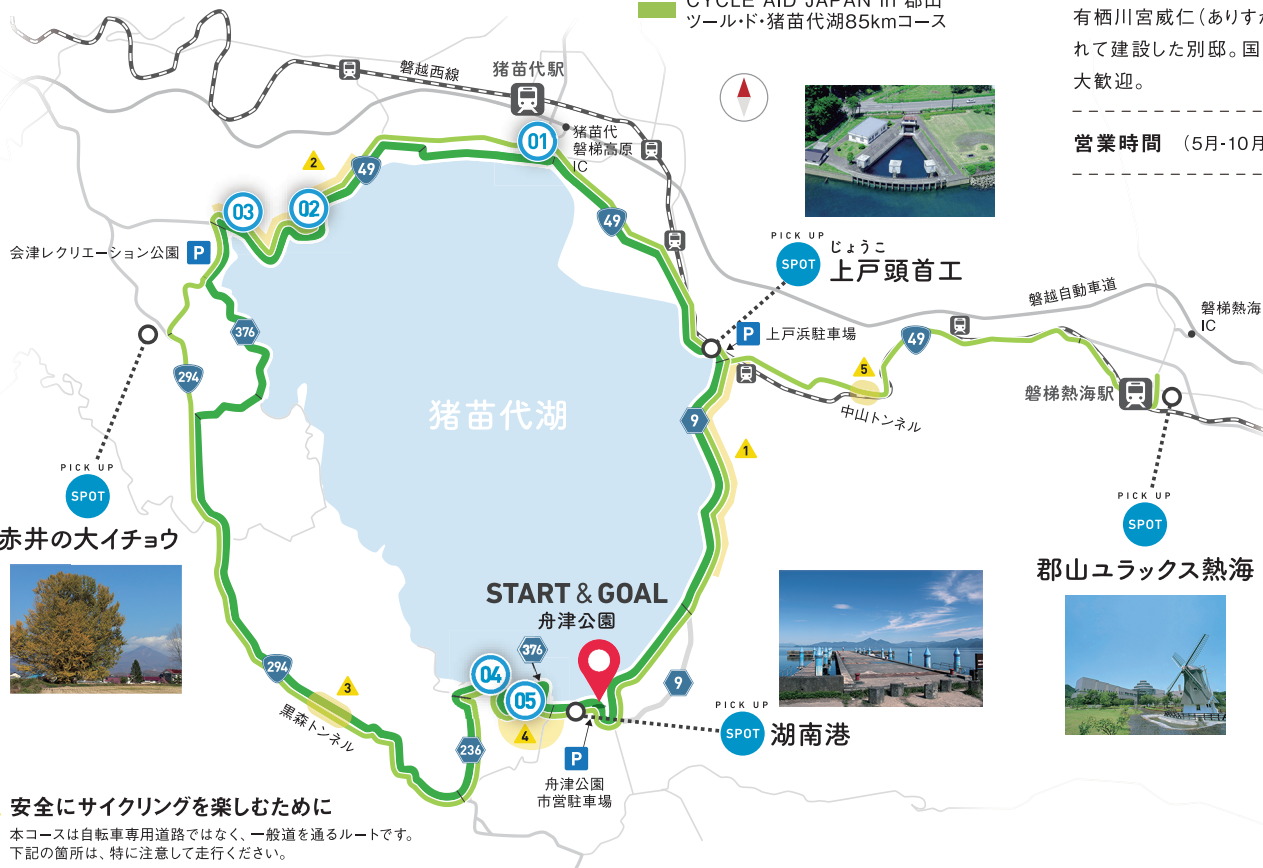 CYCLE AID JAPAN in 郡山
ツール・ド・猪苗代湖85kmコース
有栖川宮威仁(ありすが
れて建設した別邸。国
大歓迎。
営業時間 (5月-10月
磐越西線
猪苗代駅
01
猪苗代
磐梯高原
IC
2
49
03
02
49
会津レクリエーション公園
P
PICK UP
SPOT
じょうこ
上戸頭首工
磐越自動車道
磐梯熱海
IC
376
P
上戸浜駐車場
49
294
5
磐梯熱海駅
中山トンネル
猪苗代湖
9
1
PICK UP
SPOT
赤井の大イチョウ
PICK UP
SPOT
郡山ユラックス熱海
START & GOAL
舟津公園
376
04
05
294
3
黒森トンネル
9
4
236
PICK UP
SPOT
湖南港
P
舟津公園
市営駐車場
安全にサイクリングを楽しむために
本コースは自転車専用道路ではなく、一般道を通るルートです。
下記の箇所は、特に注意して走行ください。